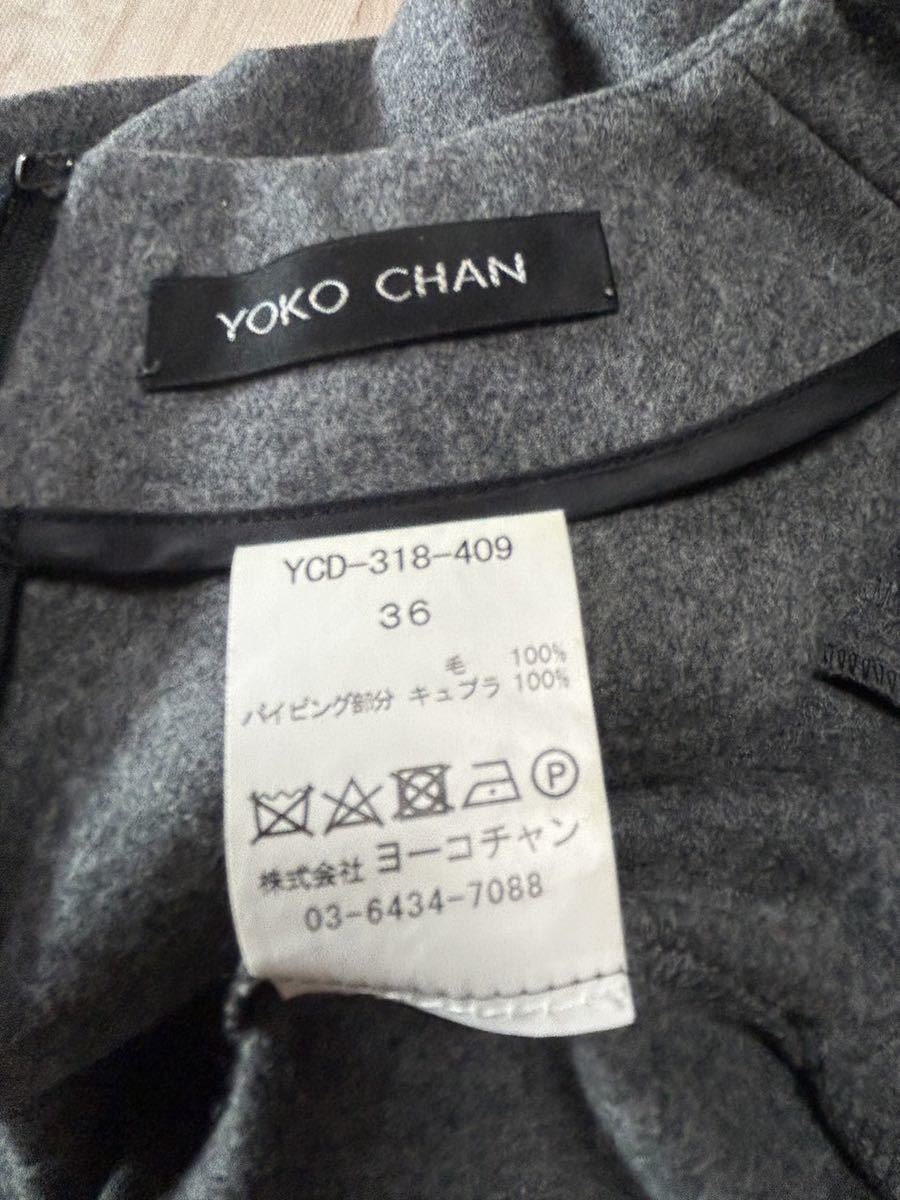 YOKO CHAN
YCD-318-409
36
毛 100%
パイピング部分 キュプラ 100%
P
株式会社 ヨーコチャン
03-6434-7088